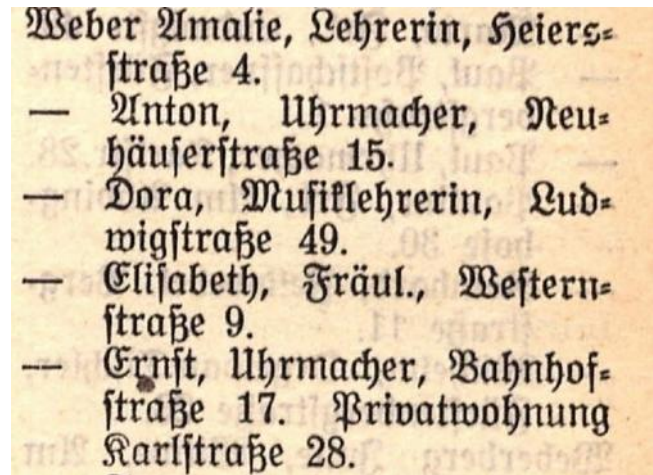 Weber Amalie, Lehrerin, Heiers-
straße 4.
— Anton, Uhrmacher, Neu-
häuserstraße 15.
— Dora, Musiklehrerin, Lud-
wigstraße 49.
— Elisabeth, Fräul., Western-
straße 9.
— Ernst, Uhrmacher, Bahnhof-
straße 17. Privatwohnung
Karlstraße 28.